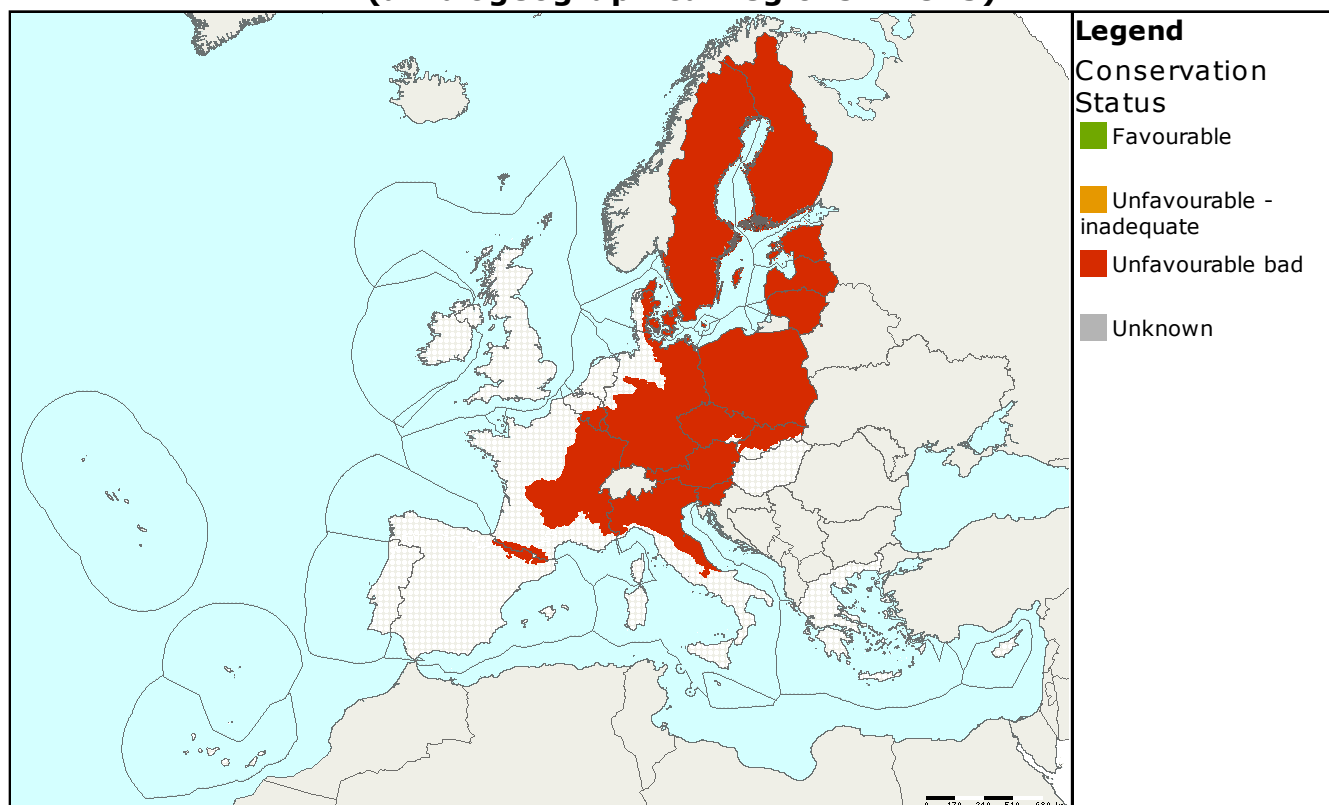 Legend
Conservation
Status
Favourable
Unfavourable -
inadequate
Unfavourable bad
Unknown